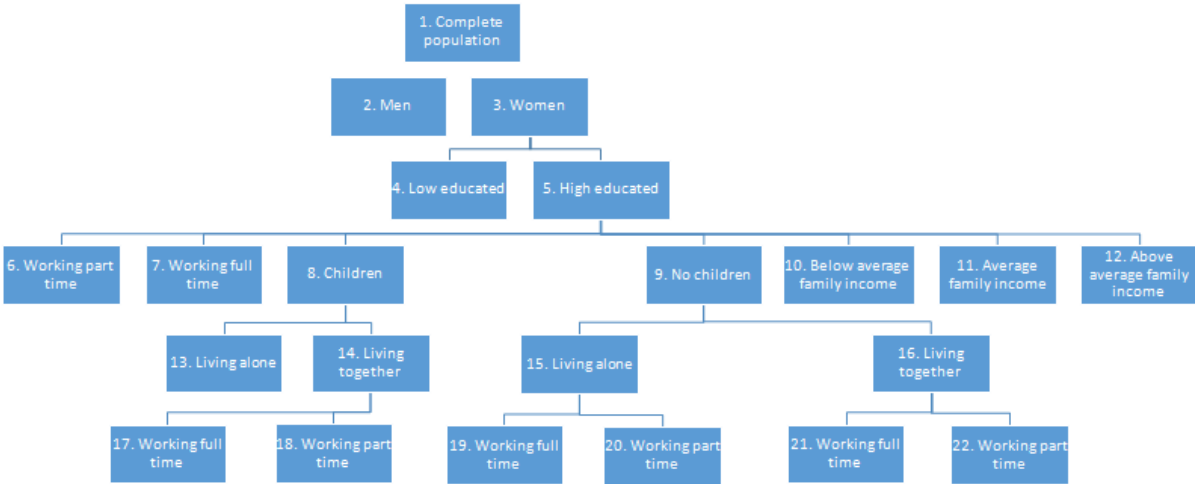 1. Complete
population
2. Men
3. Women
4. Low educated
5. High educated
6. Working part
time
7. Working full
time
8. Children
9. No children
10. Below average
family income
11. Average
family income
12. Above
average family
income
13. Living alone
14. Living
together
15. Living alone
16. Living
together
17. Working full
time
18. Working part
time
19. Working full
time
20. Working part
time
21. Working full
time
22. Working part
time